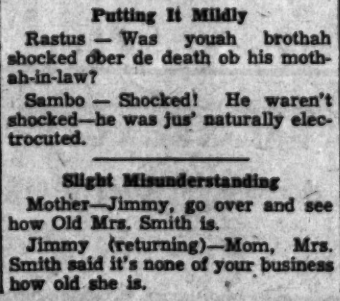 Putting It Mildly
Rastus — Was youah brothah
shocked ober de death ob his moth-
ah-in-law?
Sambo — Shocked! He waren't
shocked—he was jus' naturally elec-
trocuted.
Slight Misunderstanding
Mother—Jimmy, go over and see
how Old Mrs. Smith is.
Jimmy (returning)—Mom, Mrs.
Smith said it's none of your business
how old she is.